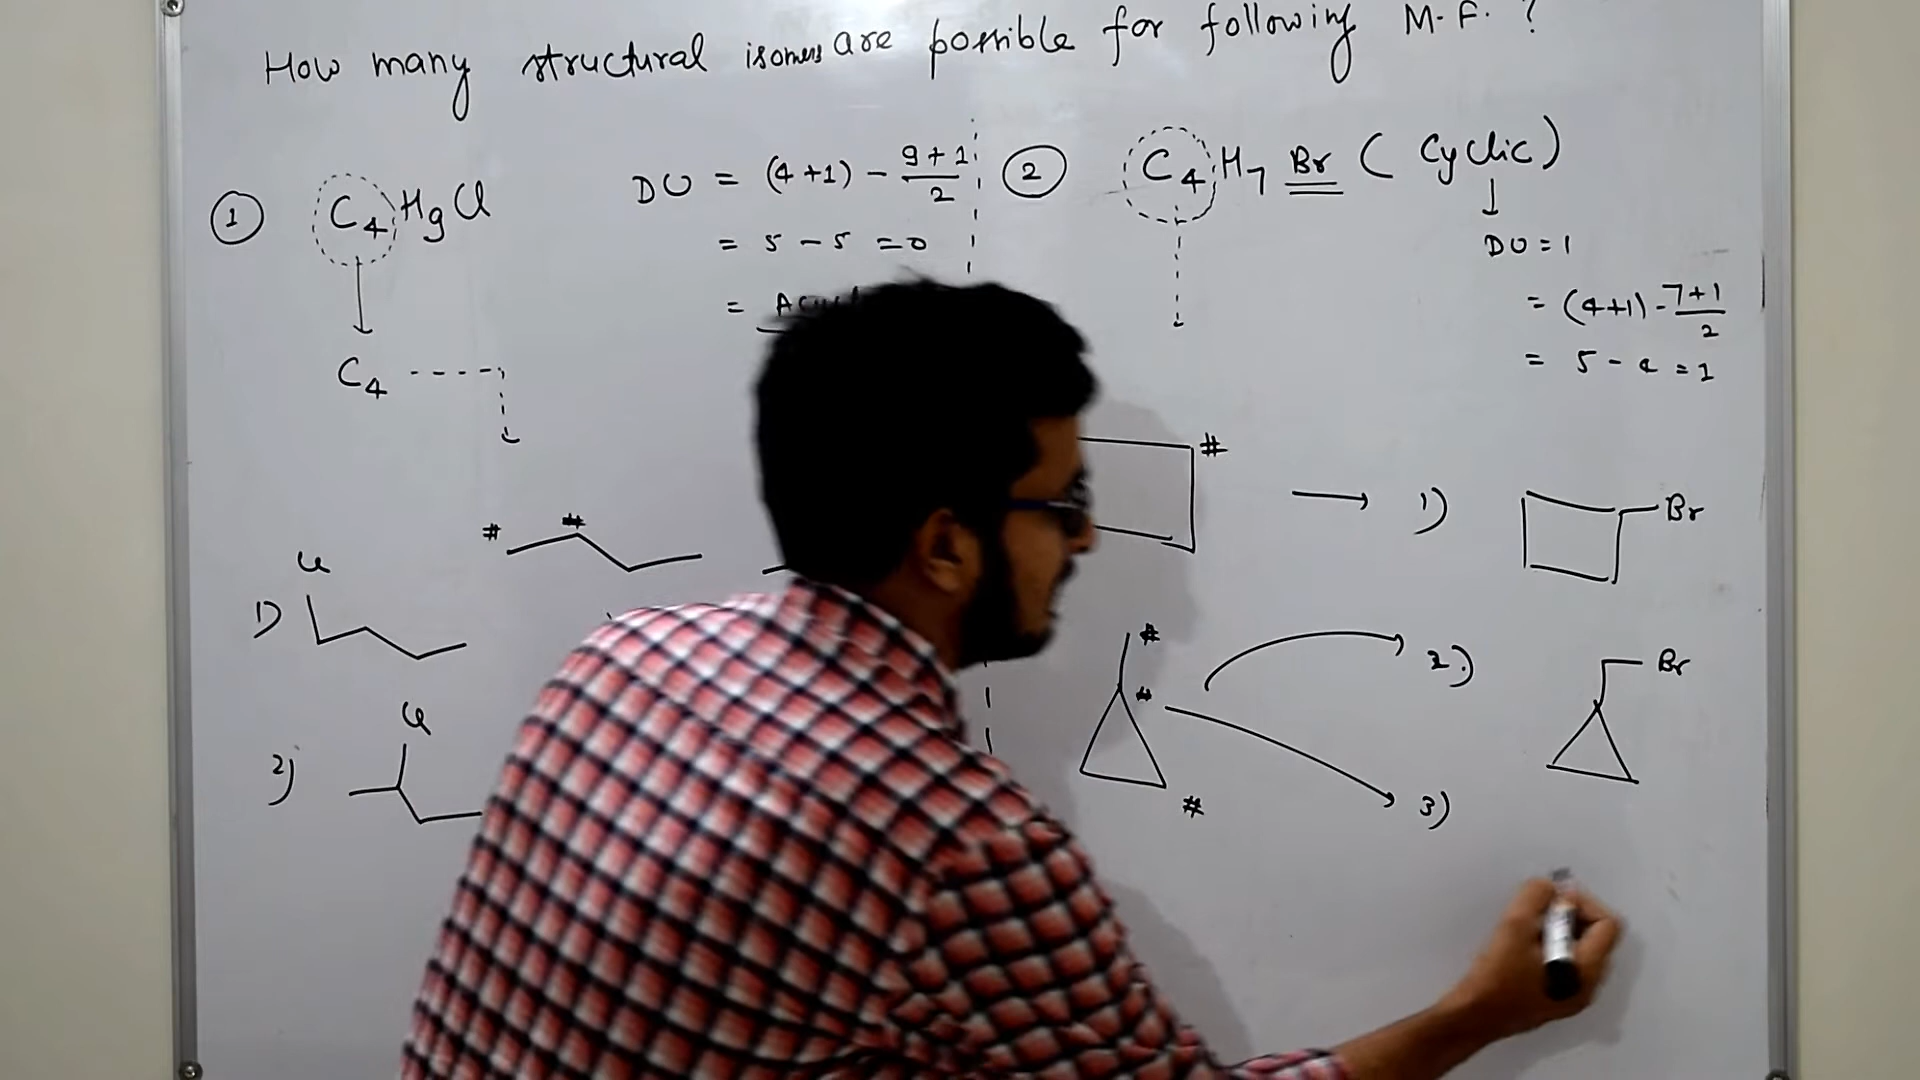 How many structural isomers are possible for following M.F. ?
1 C4H9Cl
DU = (4+1) - 9+1/2
= 5 - 5 = 0
=
C4
# #
Cl
1)
Cl
2)
2 C4H7Br (Cyclic)
DU = 1
= (4+1) - 7+1/2
= 5 - 4 = 1
#
1) Br
#
#
#
2) Br
3)